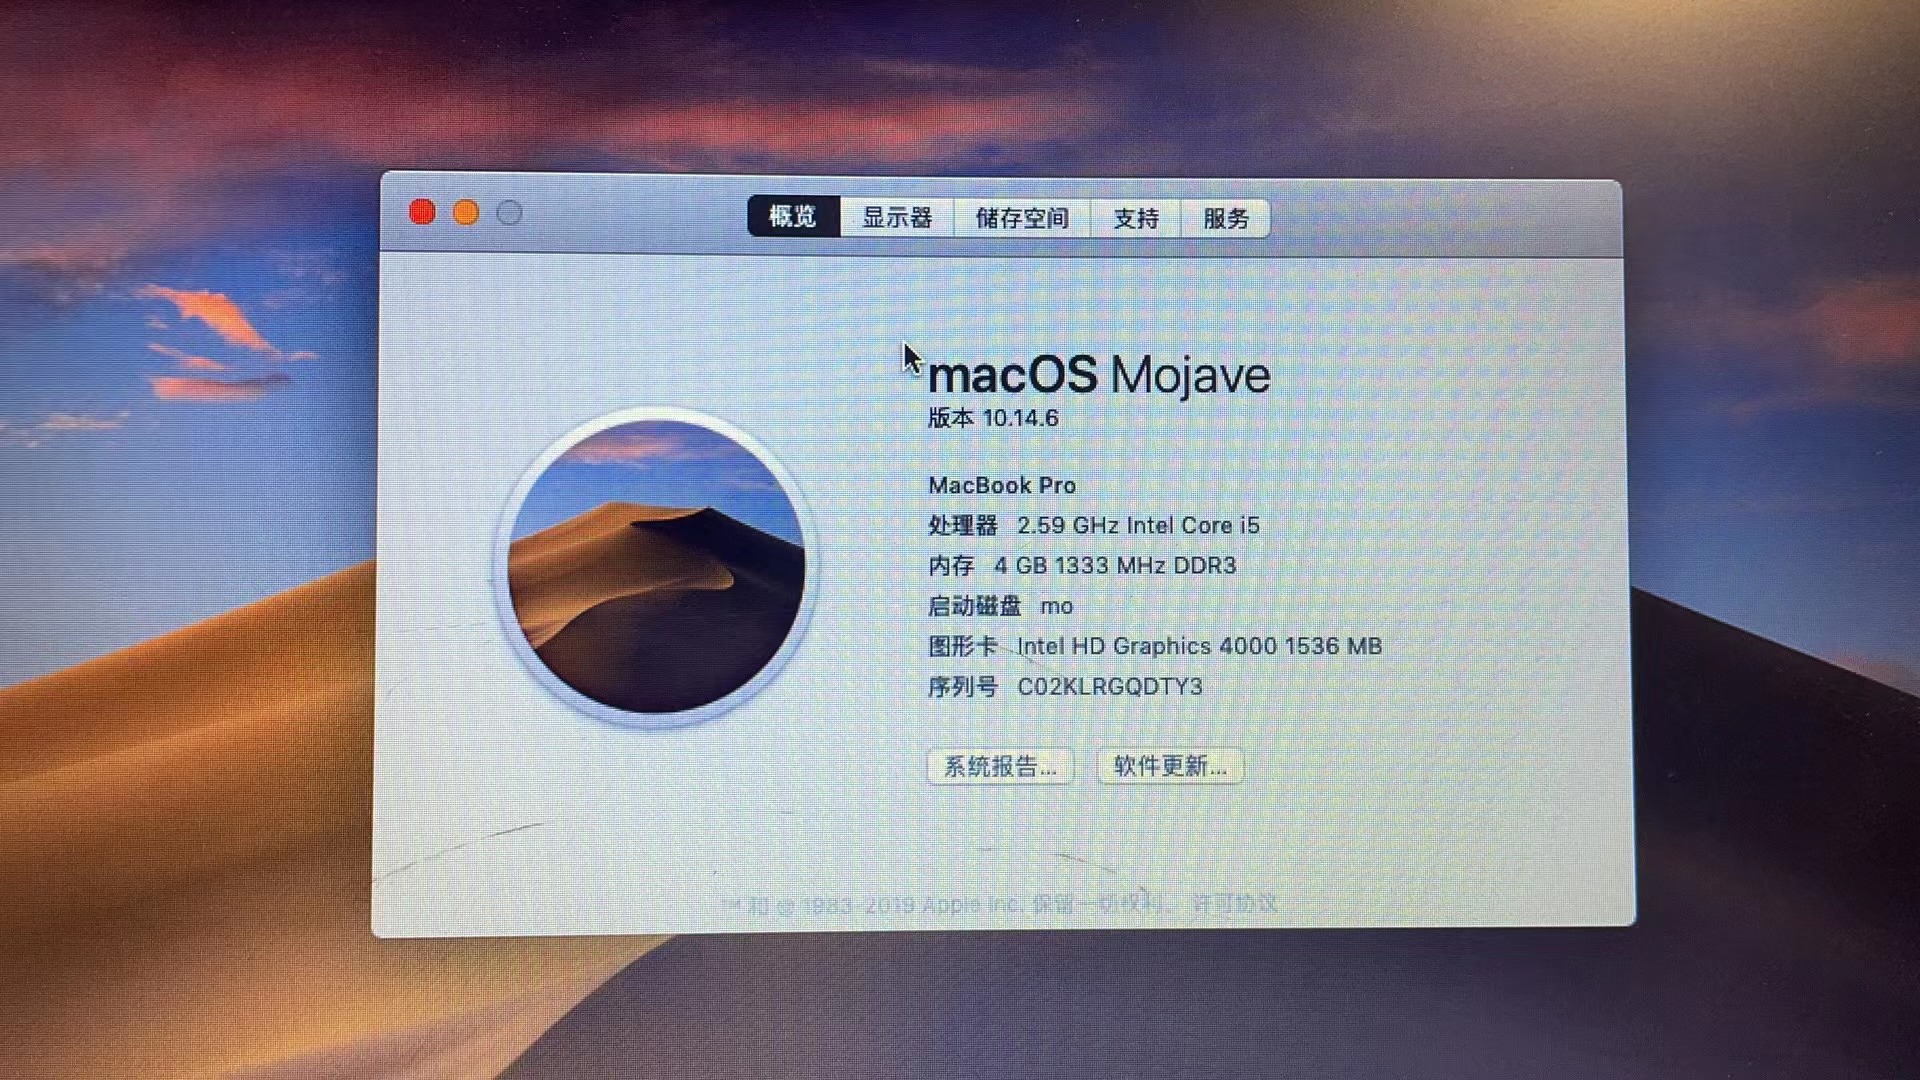 概览 显示器 储存空间 支持 服务
macOS Mojave
版本 10.14.6
MacBook Pro
处理器 2.59 GHz Intel Core i5
内存 4 GB 1333 MHz DDR3
启动磁盘 mo
图形卡 Intel HD Graphics 4000 1536 MB
序列号 C02KLRGQDTY3
系统报告... 软件更新...
™ 和 © 1983-2019 Apple Inc. 保留一切权利。 许可协议